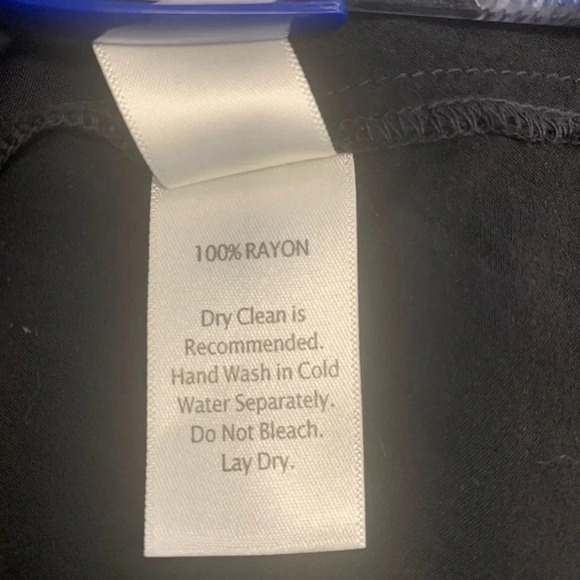 100% RAYON
Dry Clean is
Recommended.
Hand Wash in Cold
Water Separately.
Do Not Bleach.
Lay Dry.